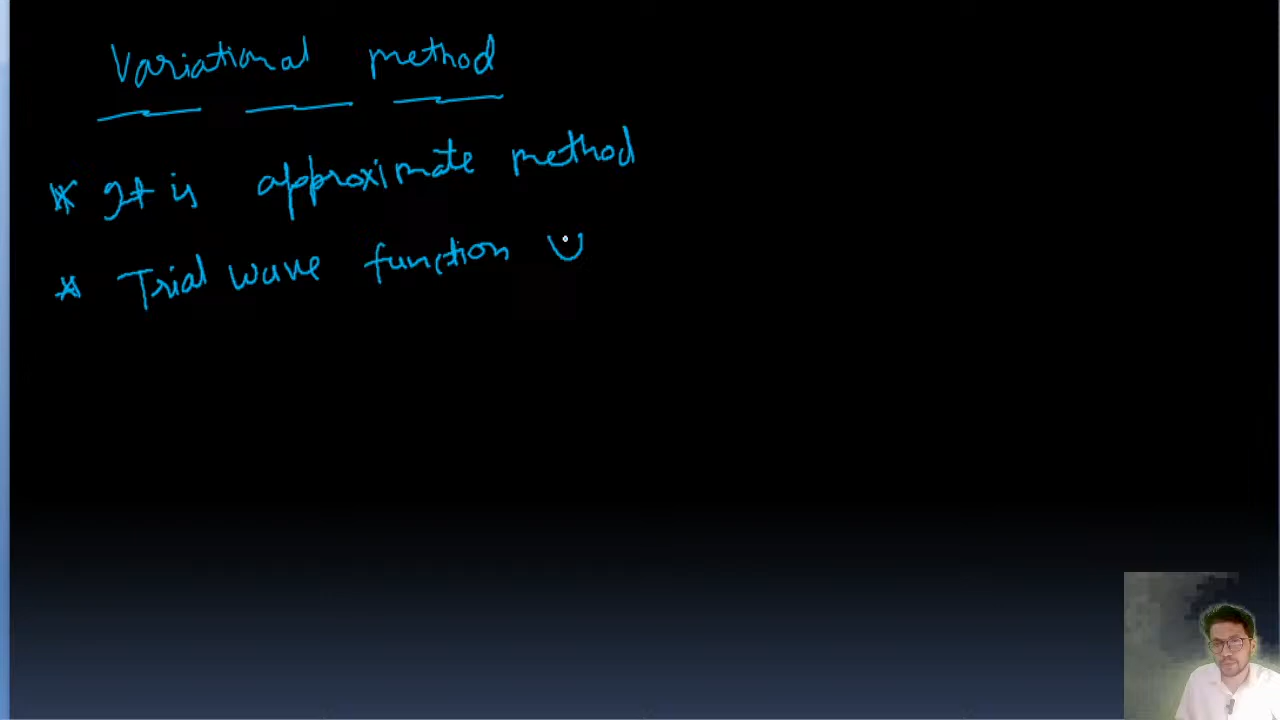 Variational method
* It is approximate method
* Trial wave function